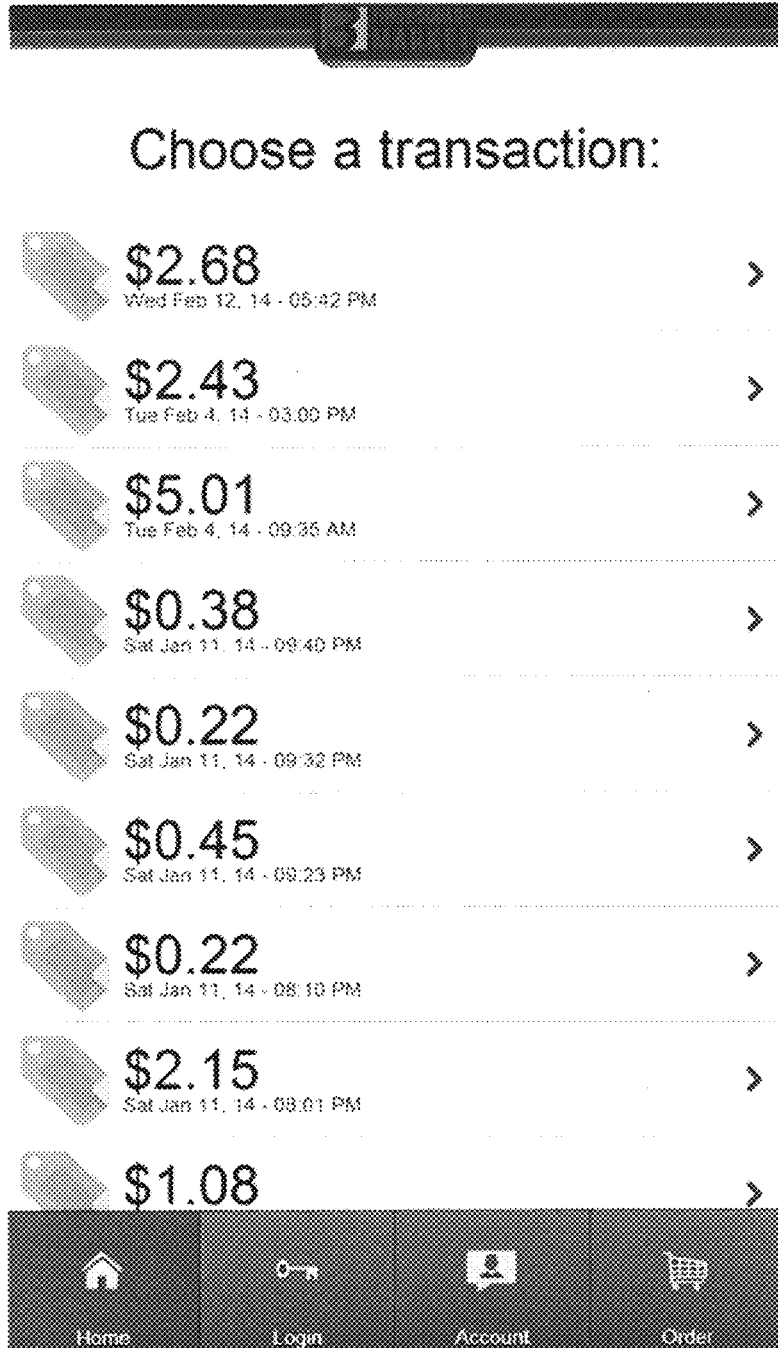 Choose a transaction:
$2.68
Wed Feb 12, 14 - 05:42 PM
$2.43
Tue Feb 4, 14 - 03:00 PM
$5.01
Tue Feb 4, 14 - 09:35 AM
$0.38
Sat Jan 11, 14 - 09:40 PM
$0.22
Sat Jan 11, 14 - 09:32 PM
$0.45
Sat Jan 11, 14 - 09:23 PM
$0.22
Sat Jan 11, 14 - 08:10 PM
$2.15
Sat Jan 11, 14 - 08:01 PM
$1.08
Home Login Account Order